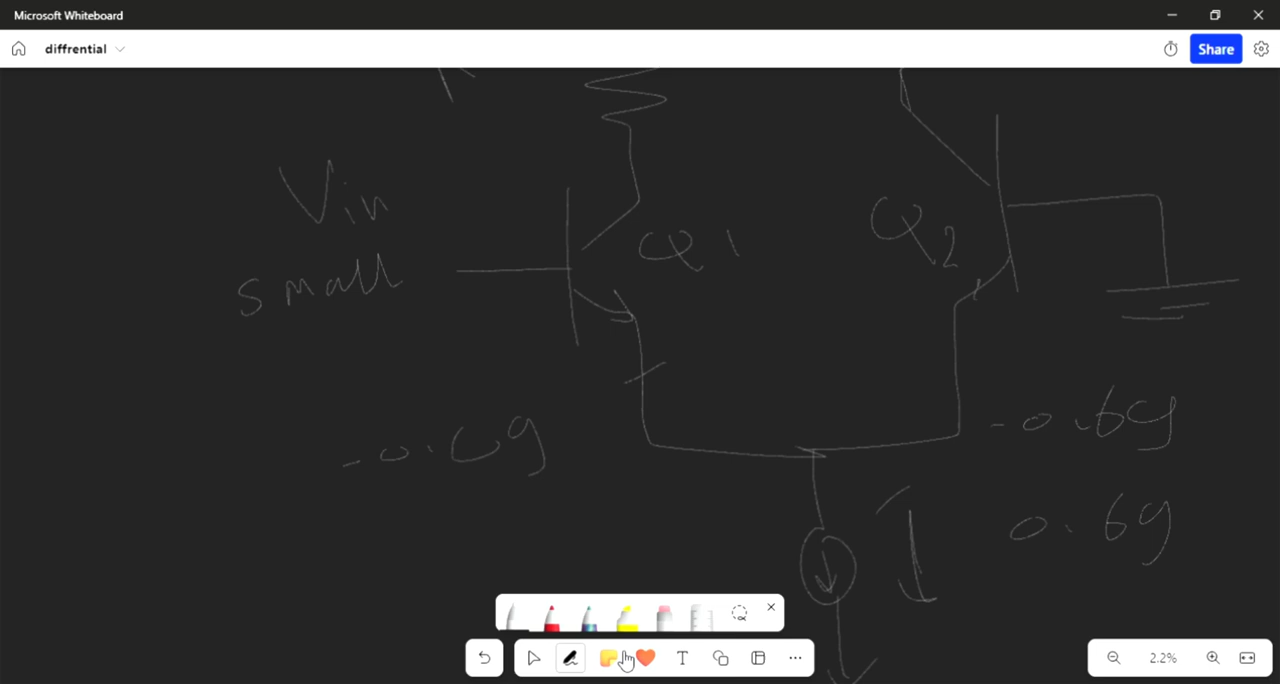 Microsoft Whiteboard
diffrential
Share
Vin
small
Q1
Q2
-0.69
-0.69
I
0.69
T
2.2%